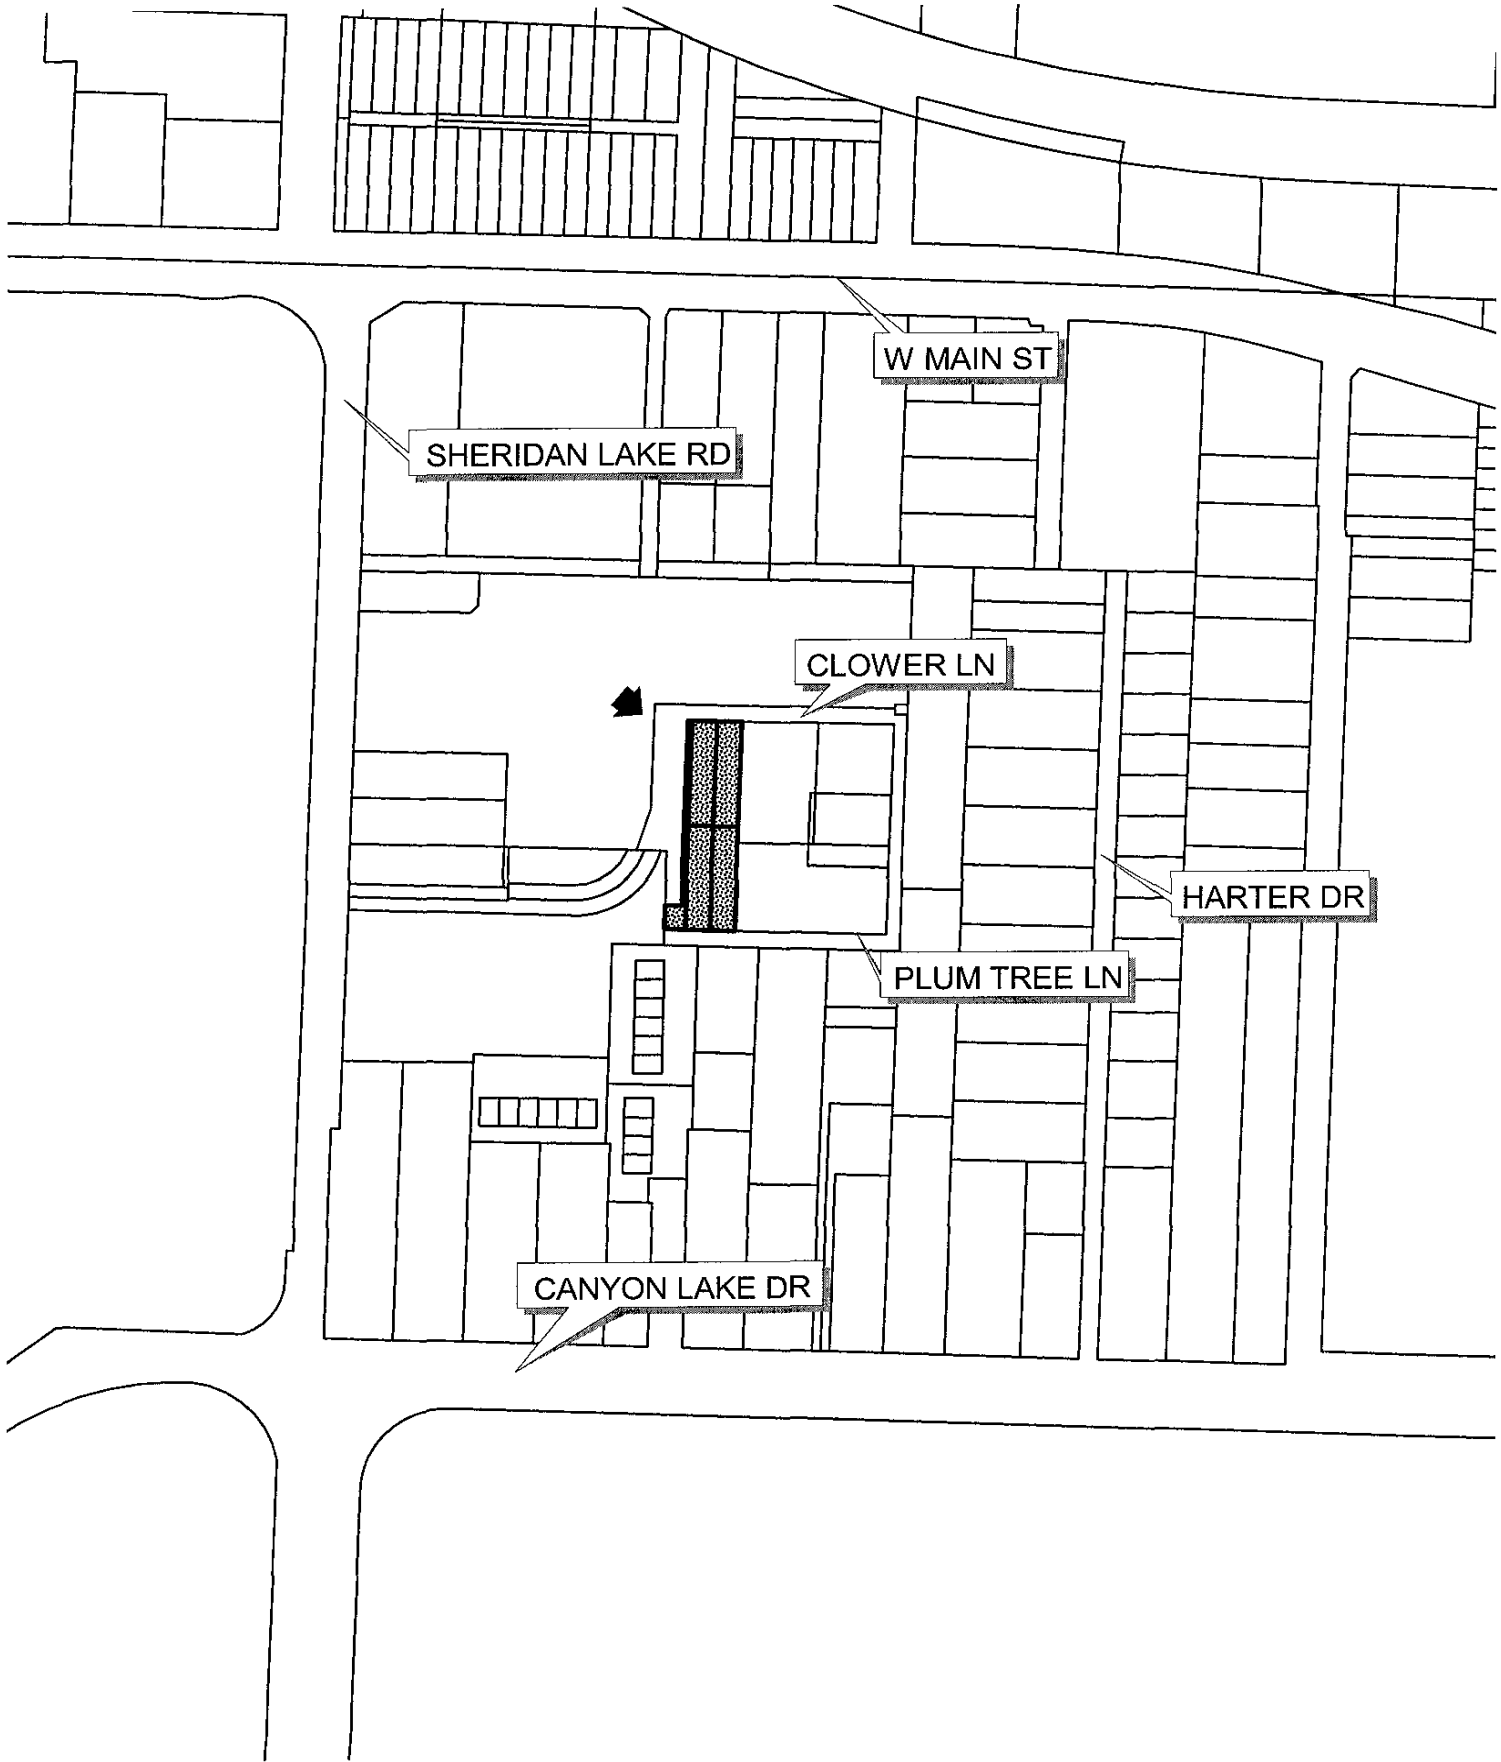 W MAIN ST
SHERIDAN LAKE RD
CLOWER LN
HARTER DR
PLUM TREE LN
CANYON LAKE DR